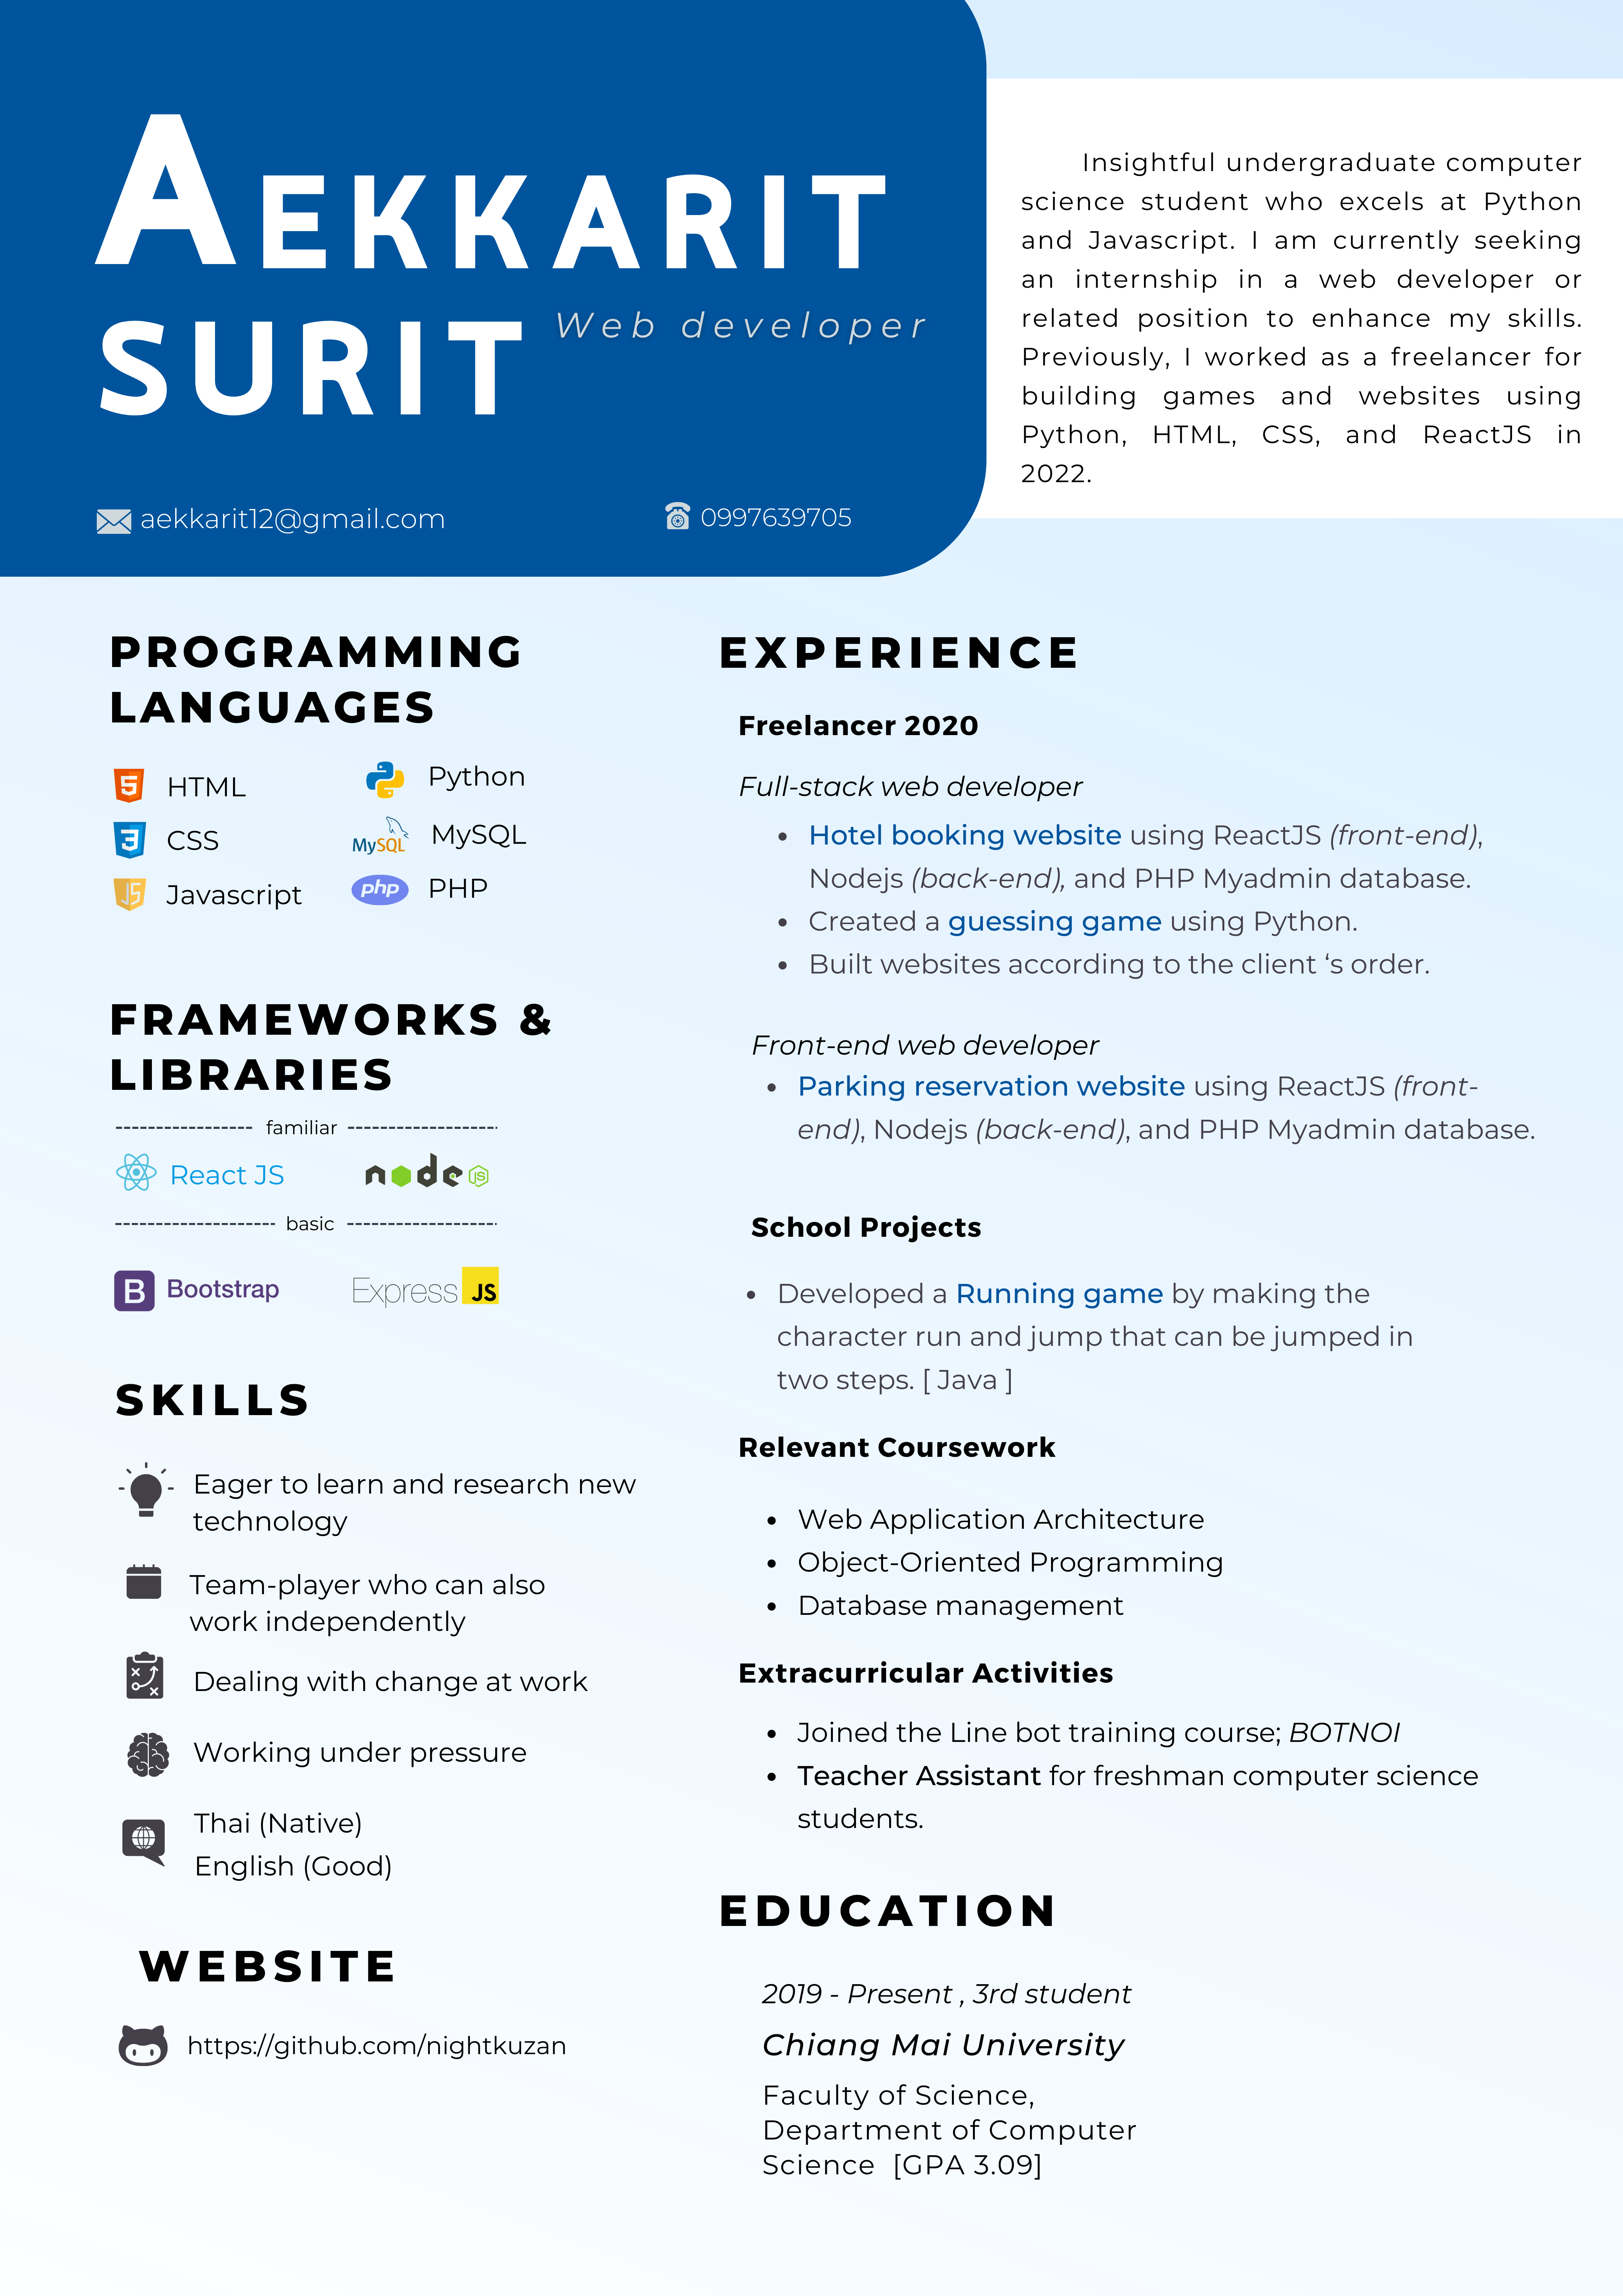 AEKKARIT
SURIT
Web developer
aekkarit12@gmail.com
0997639705
Insightful undergraduate computer
science student who excels at Python
and Javascript. I am currently seeking
an internship in a web developer or
related position to enhance my skills.
Previously, I worked as a freelancer for
building games and websites using
Python, HTML, CSS, and ReactJS in
2022.
PROGRAMMING
LANGUAGES
5 HTML
3 CSS
JS Javascript
Python
MySQL MySQL
php PHP
FRAMEWORKS &
LIBRARIES
familiar
React JS
node JS
basic
B Bootstrap
Express JS
SKILLS
Eager to learn and research new
technology
Team-player who can also
work independently
Dealing with change at work
Working under pressure
Thai (Native)
English (Good)
WEBSITE
https://github.com/nightkuzan
EXPERIENCE
Freelancer 2020
Full-stack web developer
• Hotel booking website using ReactJS (front-end),
Nodejs (back-end), and PHP Myadmin database.
• Created a guessing game using Python.
• Built websites according to the client ‘s order.
Front-end web developer
• Parking reservation website using ReactJS (front-
end), Nodejs (back-end), and PHP Myadmin database.
School Projects
• Developed a Running game by making the
character run and jump that can be jumped in
two steps. [ Java ]
Relevant Coursework
• Web Application Architecture
• Object-Oriented Programming
• Database management
Extracurricular Activities
• Joined the Line bot training course; BOTNOI
• Teacher Assistant for freshman computer science
students.
EDUCATION
2019 - Present , 3rd student
Chiang Mai University
Faculty of Science,
Department of Computer
Science [GPA 3.09]